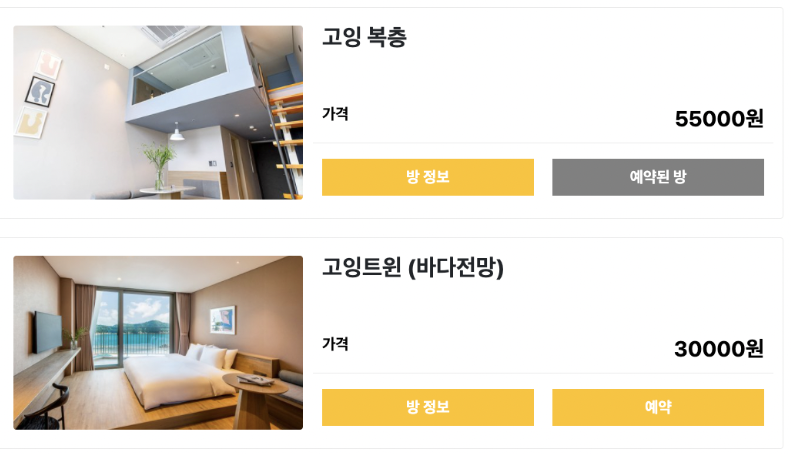 고잉 복층
가격
55000원
방 정보
예약된 방
고잉트윈 (바다전망)
가격
30000원
방 정보
예약